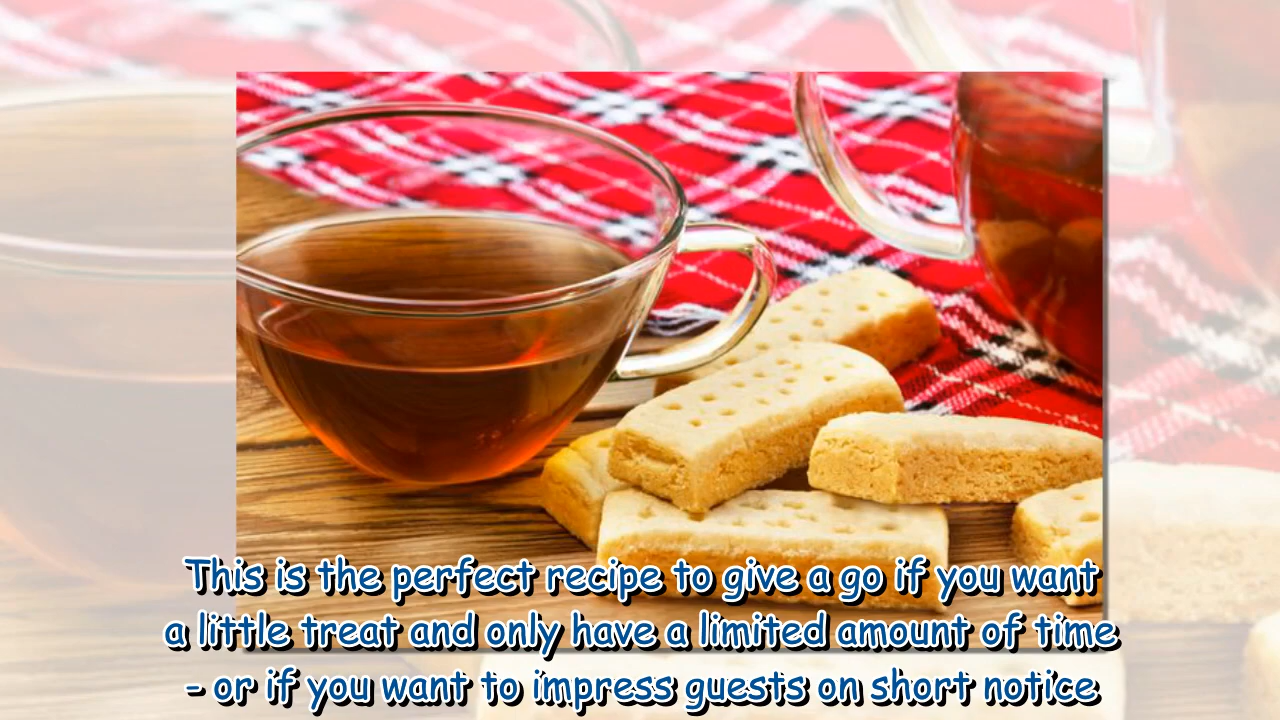 This is the perfect recipe to give a go if you want
a little treat and only have a limited amount of time
- or if you want to impress guests on short notice